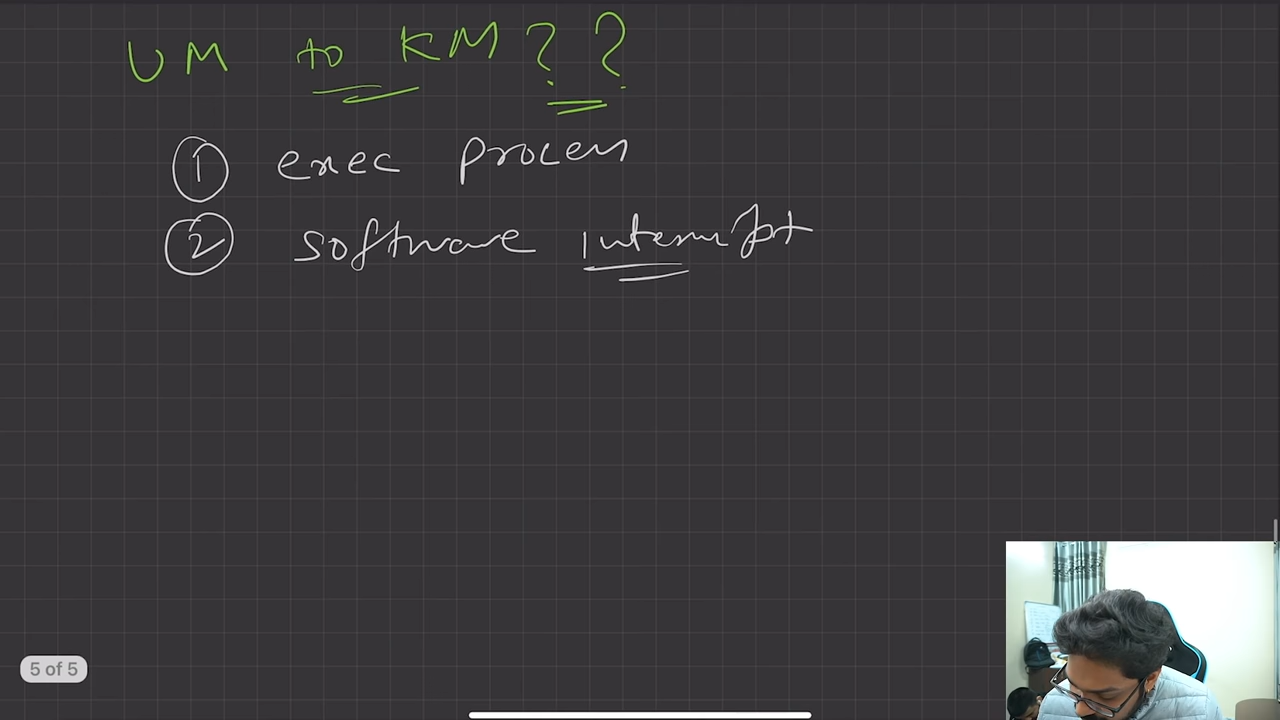 UM to KM ? ?
① exec process
② software interrupt
5 of 5